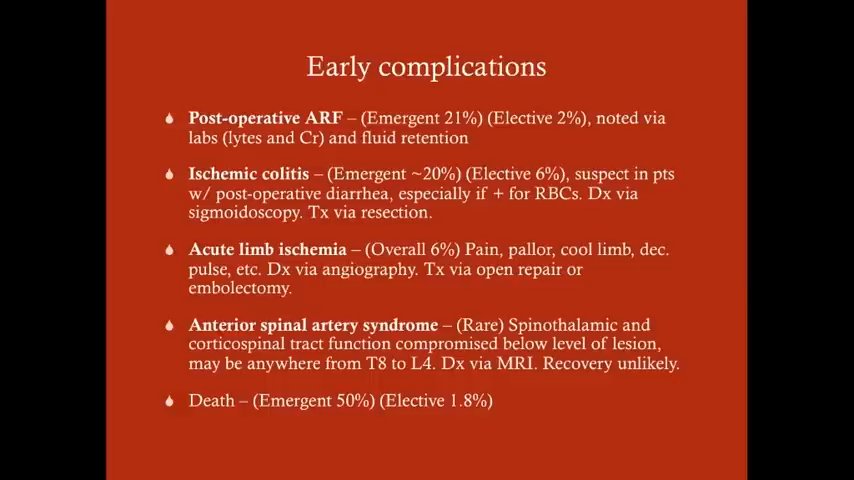 Early complications
Post-operative ARF – (Emergent 21%) (Elective 2%), noted via
labs (lytes and Cr) and fluid retention
Ischemic colitis – (Emergent ~20%) (Elective 6%), suspect in pts
w/ post-operative diarrhea, especially if + for RBCs. Dx via
sigmoidoscopy. Tx via resection.
Acute limb ischemia – (Overall 6%) Pain, pallor, cool limb, dec.
pulse, etc. Dx via angiography. Tx via open repair or
embolectomy.
Anterior spinal artery syndrome – (Rare) Spinothalamic and
corticospinal tract function compromised below level of lesion,
may be anywhere from T8 to L4. Dx via MRI. Recovery unlikely.
Death – (Emergent 50%) (Elective 1.8%)